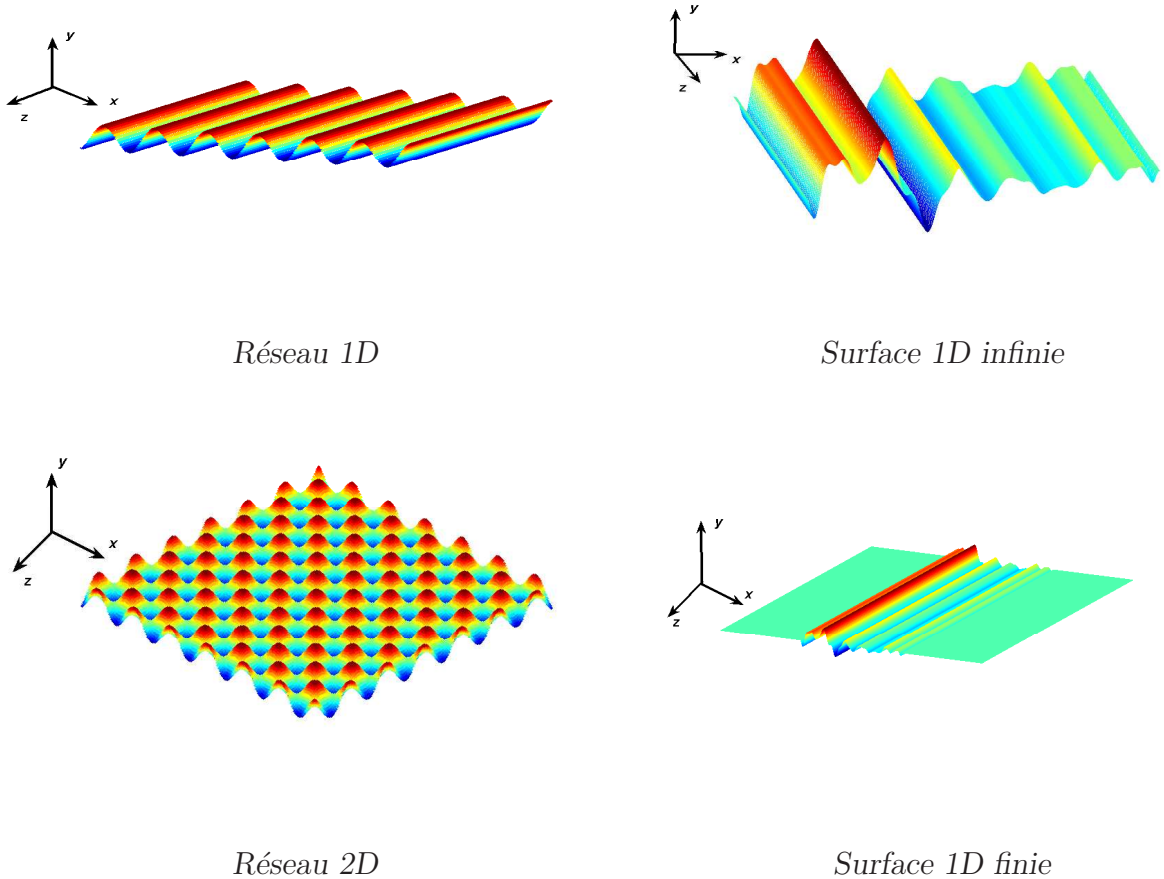 y
x
z
y
x
z
Réseau 1D
Surface 1D infinie
y
x
z
y
x
z
Réseau 2D
Surface 1D finie